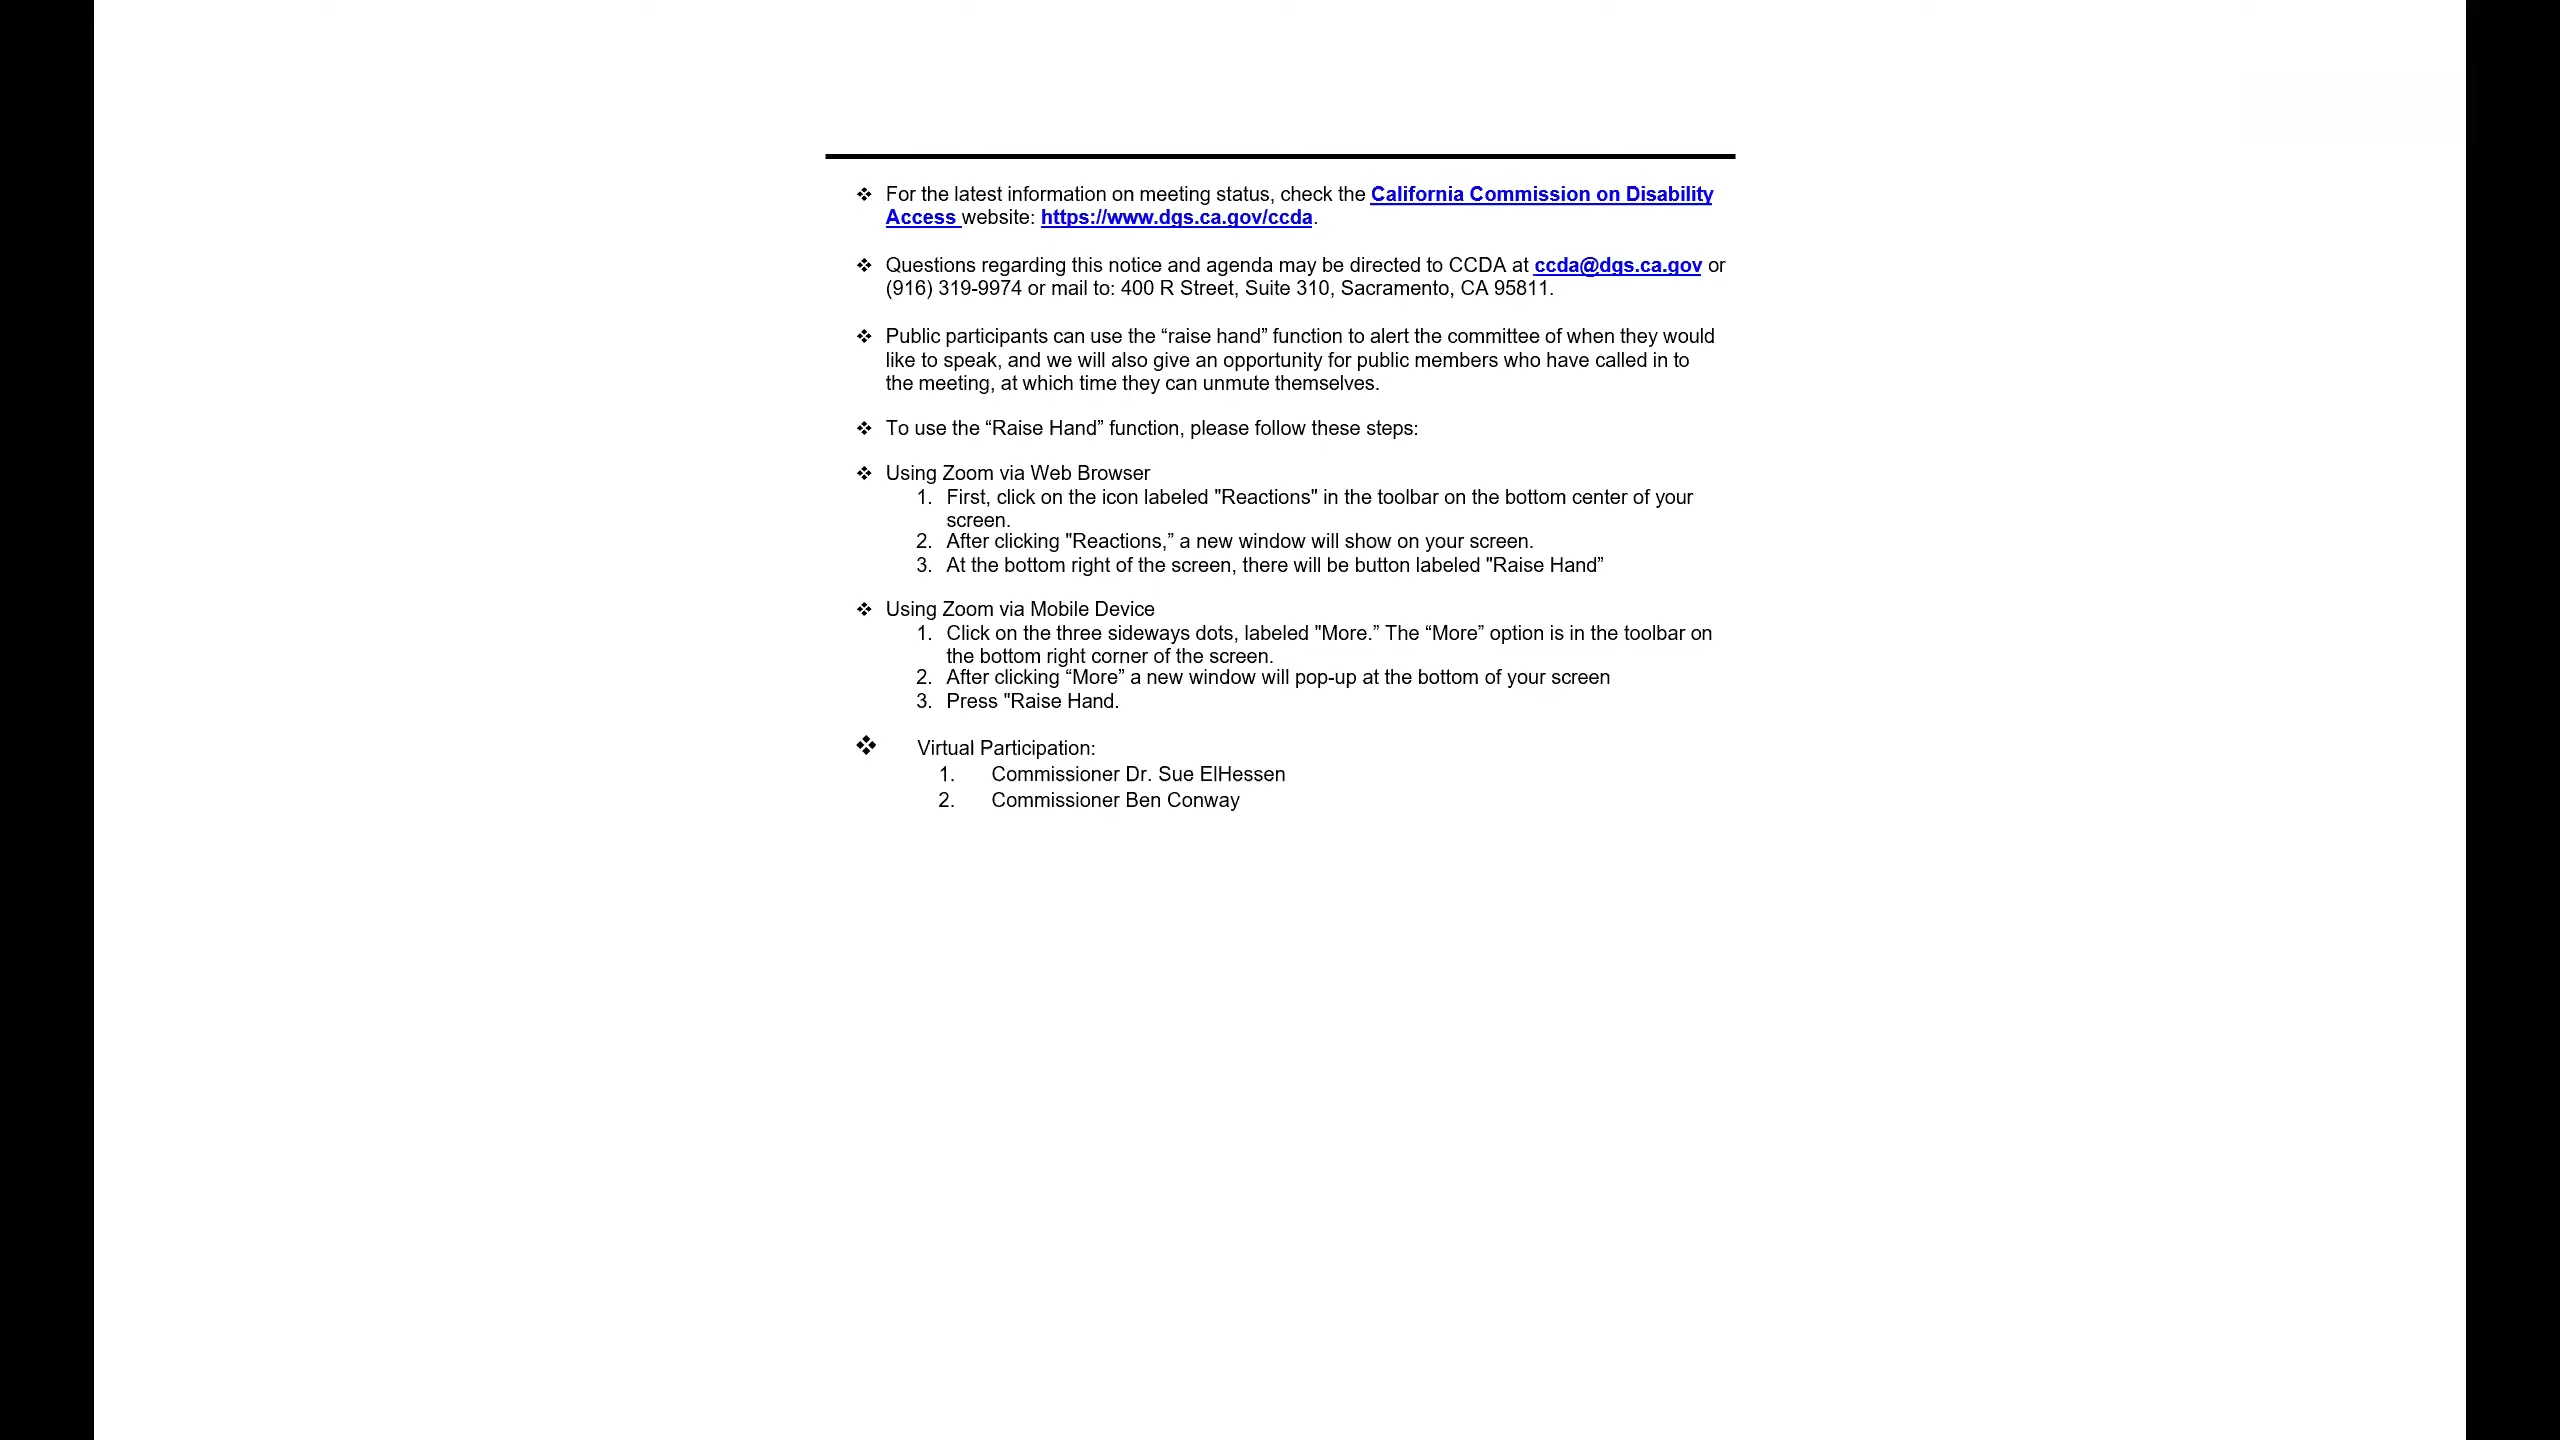 ❖ For the latest information on meeting status, check the California Commission on Disability
Access website: https://www.dgs.ca.gov/ccda.
❖ Questions regarding this notice and agenda may be directed to CCDA at ccda@dgs.ca.gov or
(916) 319-9974 or mail to: 400 R Street, Suite 310, Sacramento, CA 95811.
❖ Public participants can use the “raise hand” function to alert the committee of when they would
like to speak, and we will also give an opportunity for public members who have called in to
the meeting, at which time they can unmute themselves.
❖ To use the “Raise Hand” function, please follow these steps:
❖ Using Zoom via Web Browser
1. First, click on the icon labeled "Reactions" in the toolbar on the bottom center of your
screen.
2. After clicking "Reactions,” a new window will show on your screen.
3. At the bottom right of the screen, there will be button labeled "Raise Hand”
❖ Using Zoom via Mobile Device
1. Click on the three sideways dots, labeled "More.” The “More” option is in the toolbar on
the bottom right corner of the screen.
2. After clicking “More” a new window will pop-up at the bottom of your screen
3. Press "Raise Hand.
❖ Virtual Participation:
1. Commissioner Dr. Sue ElHessen
2. Commissioner Ben Conway